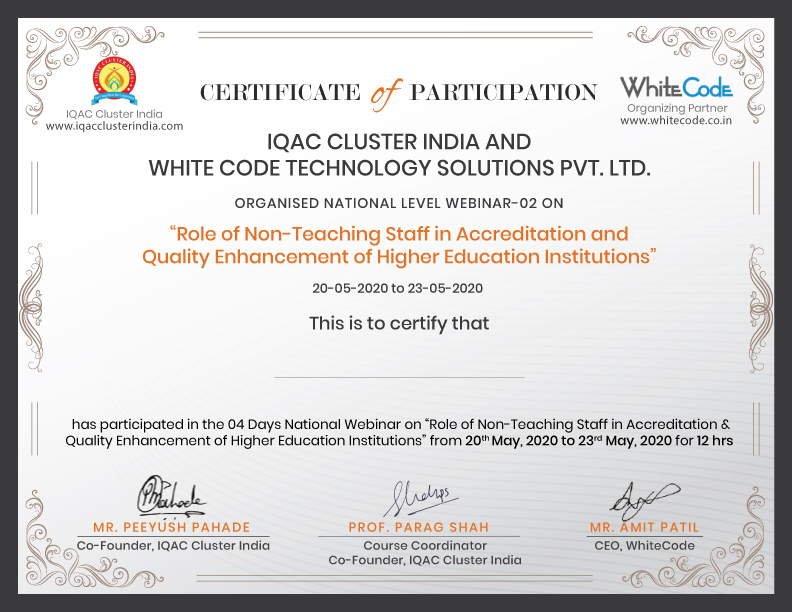 IQAC CLUSTER INDIA
IQAC Cluster India
www.iqacclusterindia.com
CERTIFICATE of PARTICIPATION
WhiteCode
Organizing Partner
www.whitecode.co.in
IQAC CLUSTER INDIA AND
WHITE CODE TECHNOLOGY SOLUTIONS PVT. LTD.
ORGANISED NATIONAL LEVEL WEBINAR-02 ON
“Role of Non-Teaching Staff in Accreditation and
Quality Enhancement of Higher Education Institutions”
20-05-2020 to 23-05-2020
This is to certify that
has participated in the 04 Days National Webinar on “Role of Non-Teaching Staff in Accreditation &
Quality Enhancement of Higher Education Institutions” from 20th May, 2020 to 23rd May, 2020 for 12 hrs
PMahade
MR. PEEYUSH PAHADE
Co-Founder, IQAC Cluster India
PROF. PARAG SHAH
Course Coordinator
Co-Founder, IQAC Cluster India
MR. AMIT PATIL
CEO, WhiteCode